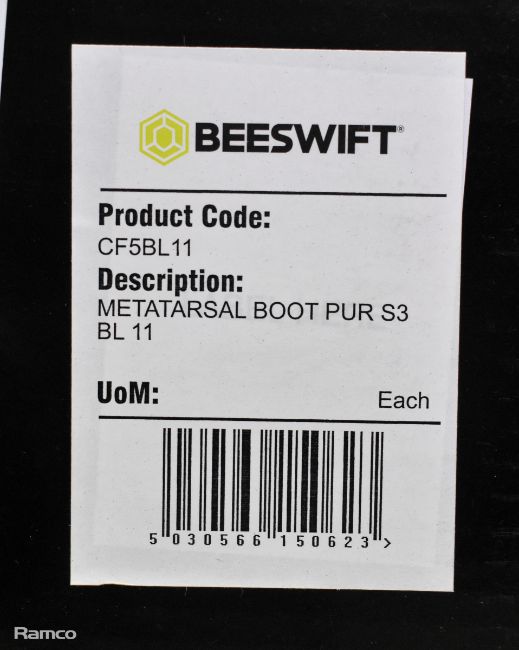 BEESWIFT®
Product Code:
CF5BL11
Description:
METATARSAL BOOT PUR S3
BL 11
UoM: Each
5 030566 150623 >
Ramco